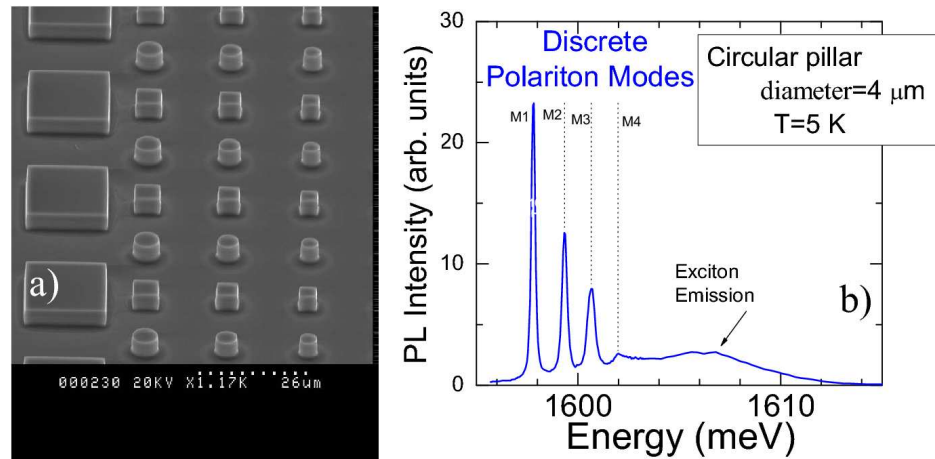 a)
000230 20KV X1.17K 26um
Discrete
Polariton Modes
Circular pillar
diameter=4 μm
T=5 K
M1
M2
M3
M4
Exciton
Emission
b)
PL Intensity (arb. units)
30
20
10
0
1600
1610
Energy (meV)